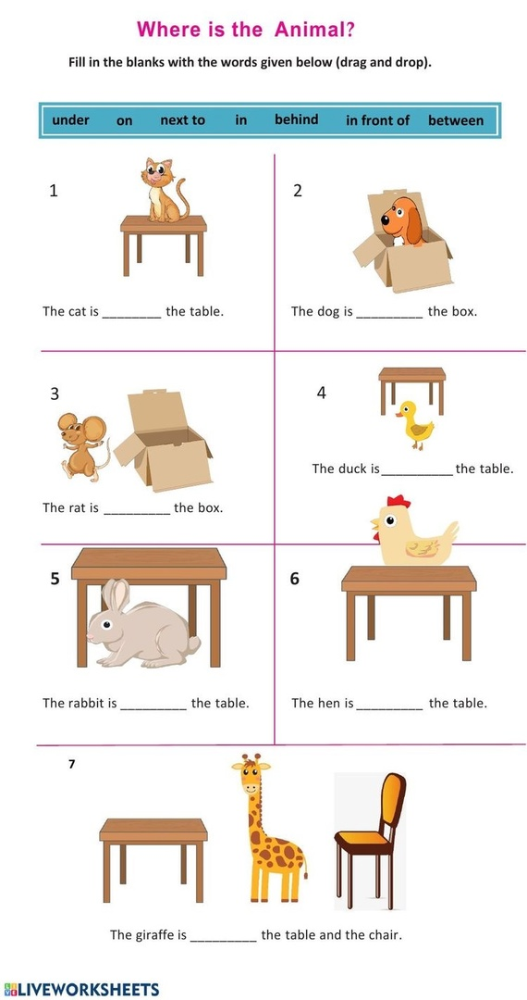 Where is the Animal?
Fill in the blanks with the words given below (drag and drop).
under on next to in behind in front of between
1
2
The cat is ________ the table.
The dog is _________ the box.
3
4
The duck is__________ the table.
The rat is _________ the box.
5
6
The rabbit is _________ the table.
The hen is _________ the table.
7
The giraffe is _________ the table and the chair.
LIVEWORKSHEETS